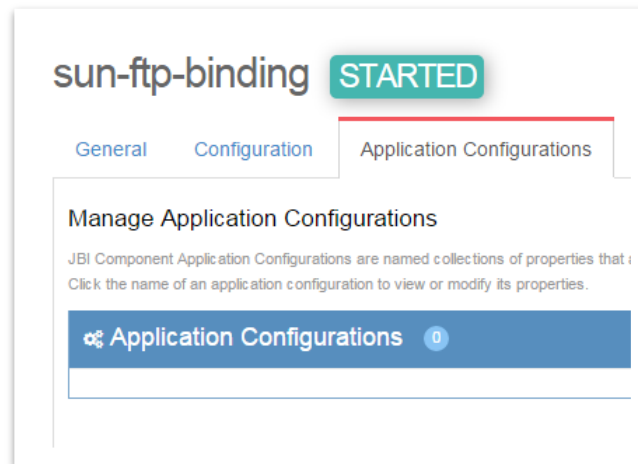 sun-ftp-binding STARTED
General Configuration Application Configurations
Manage Application Configurations
JBI Component Application Configurations are named collections of properties that
Click the name of an application configuration to view or modify its properties.
Application Configurations 0